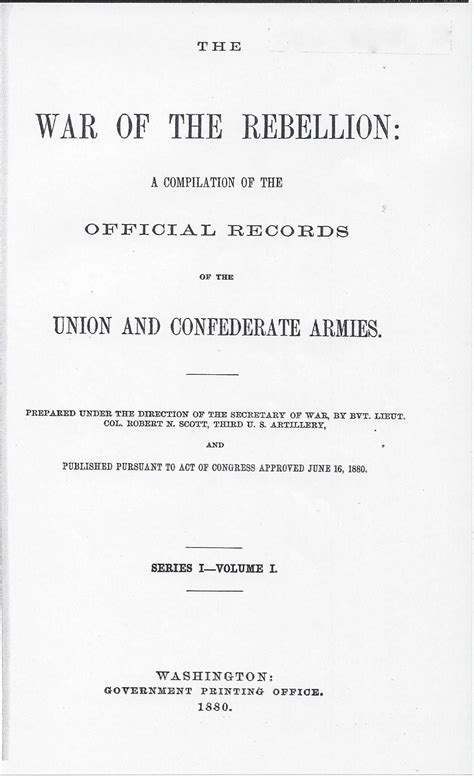 THE
WAR OF THE REBELLION:
A COMPILATION OF THE
OFFICIAL RECORDS
OF THE
UNION AND CONFEDERATE ARMIES.
PREPARED UNDER THE DIRECTION OF THE SECRETARY OF WAR, BY BVT. LIEUT.
COL. ROBERT N. SCOTT, THIRD U. S. ARTILLERY,
AND
PUBLISHED PURSUANT TO ACT OF CONGRESS APPROVED JUNE 16, 1880.
SERIES I—VOLUME I.
WASHINGTON:
GOVERNMENT PRINTING OFFICE.
1880.